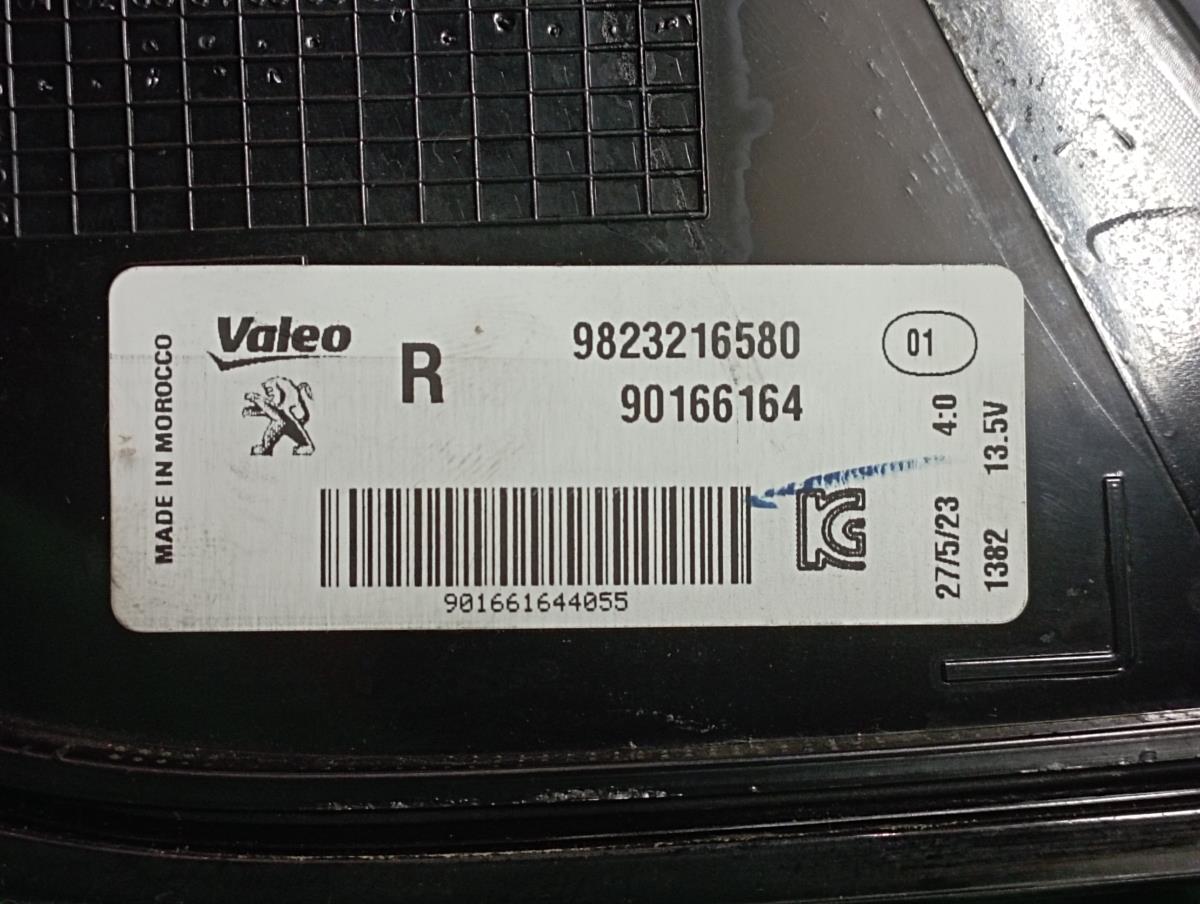 MADE IN MOROCCO
Valeo
R
9823216580
90166164
01
901661644055
27/5/23 4:0
1382 13.5V